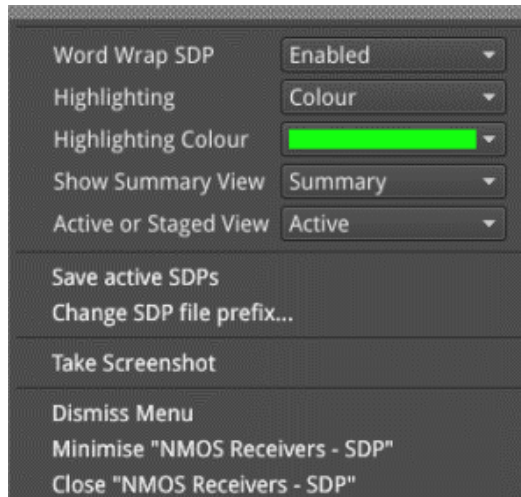 Word Wrap SDP Enabled
Highlighting Colour
Highlighting Colour
Show Summary View Summary
Active or Staged View Active
Save active SDPs
Change SDP file prefix...
Take Screenshot
Dismiss Menu
Minimise "NMOS Receivers - SDP"
Close "NMOS Receivers - SDP"